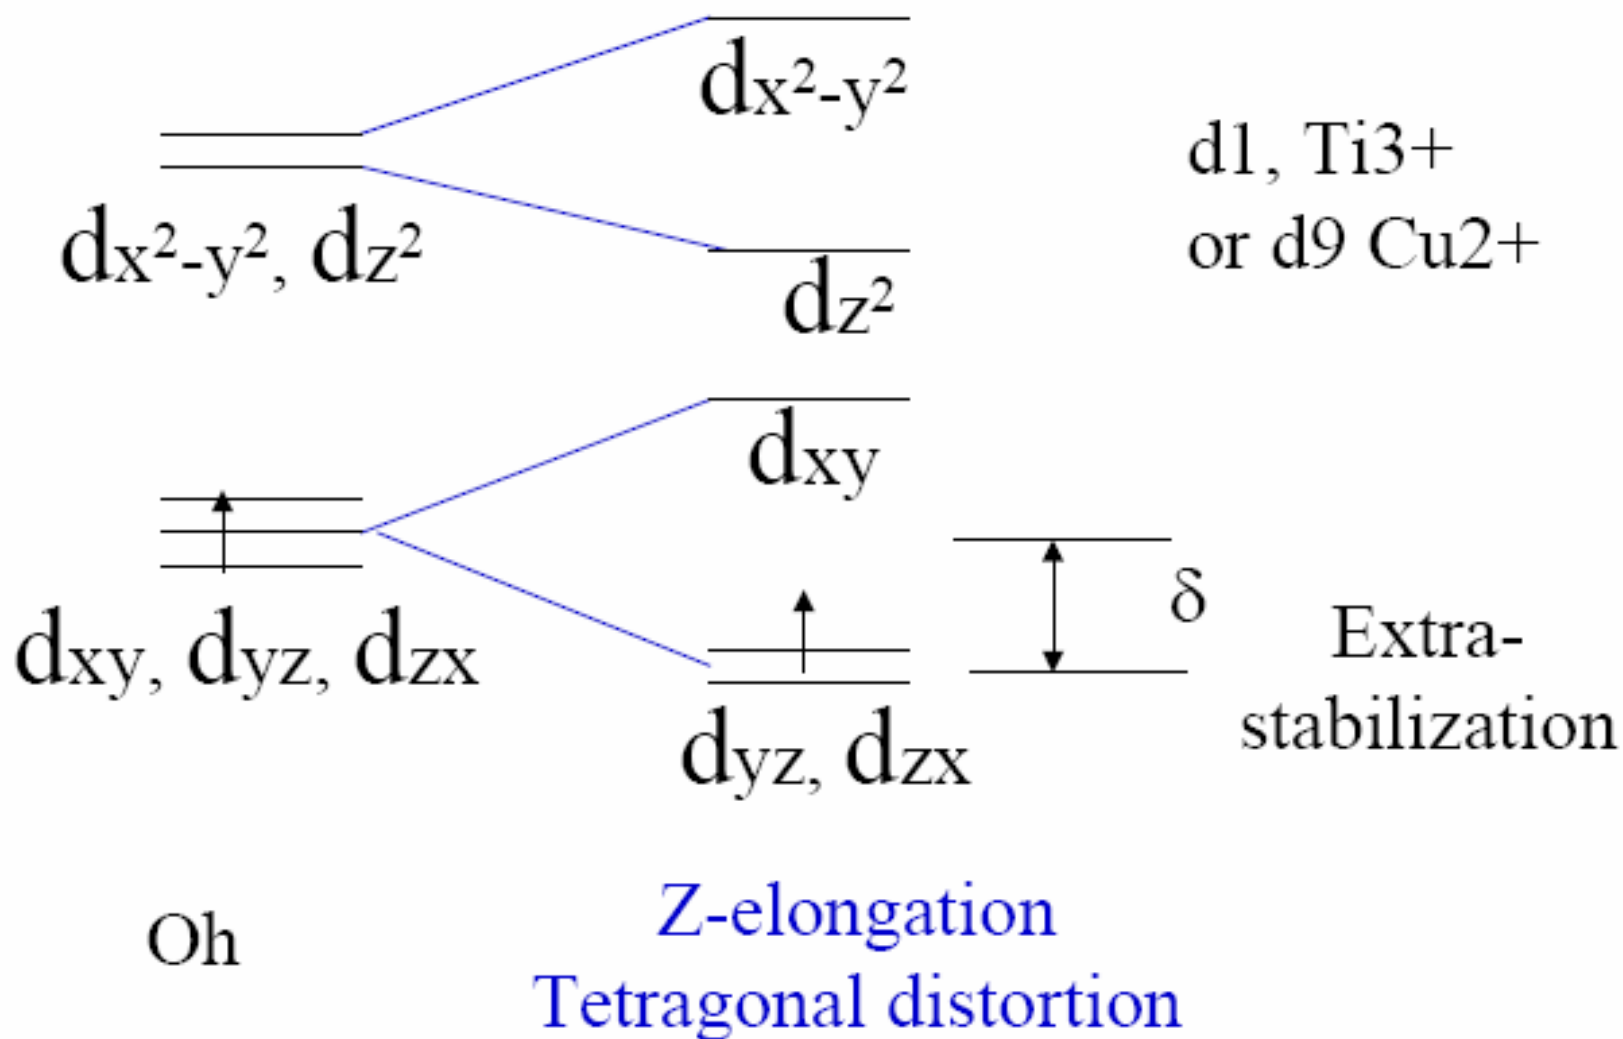 dx²-y²
d1, Ti3+
or d9 Cu2+
dx²-y², dz²
dz²
dxy
δ
Extra-
stabilization
dxy, dyz, dzx
dyz, dzx
Oh
Z-elongation
Tetragonal distortion